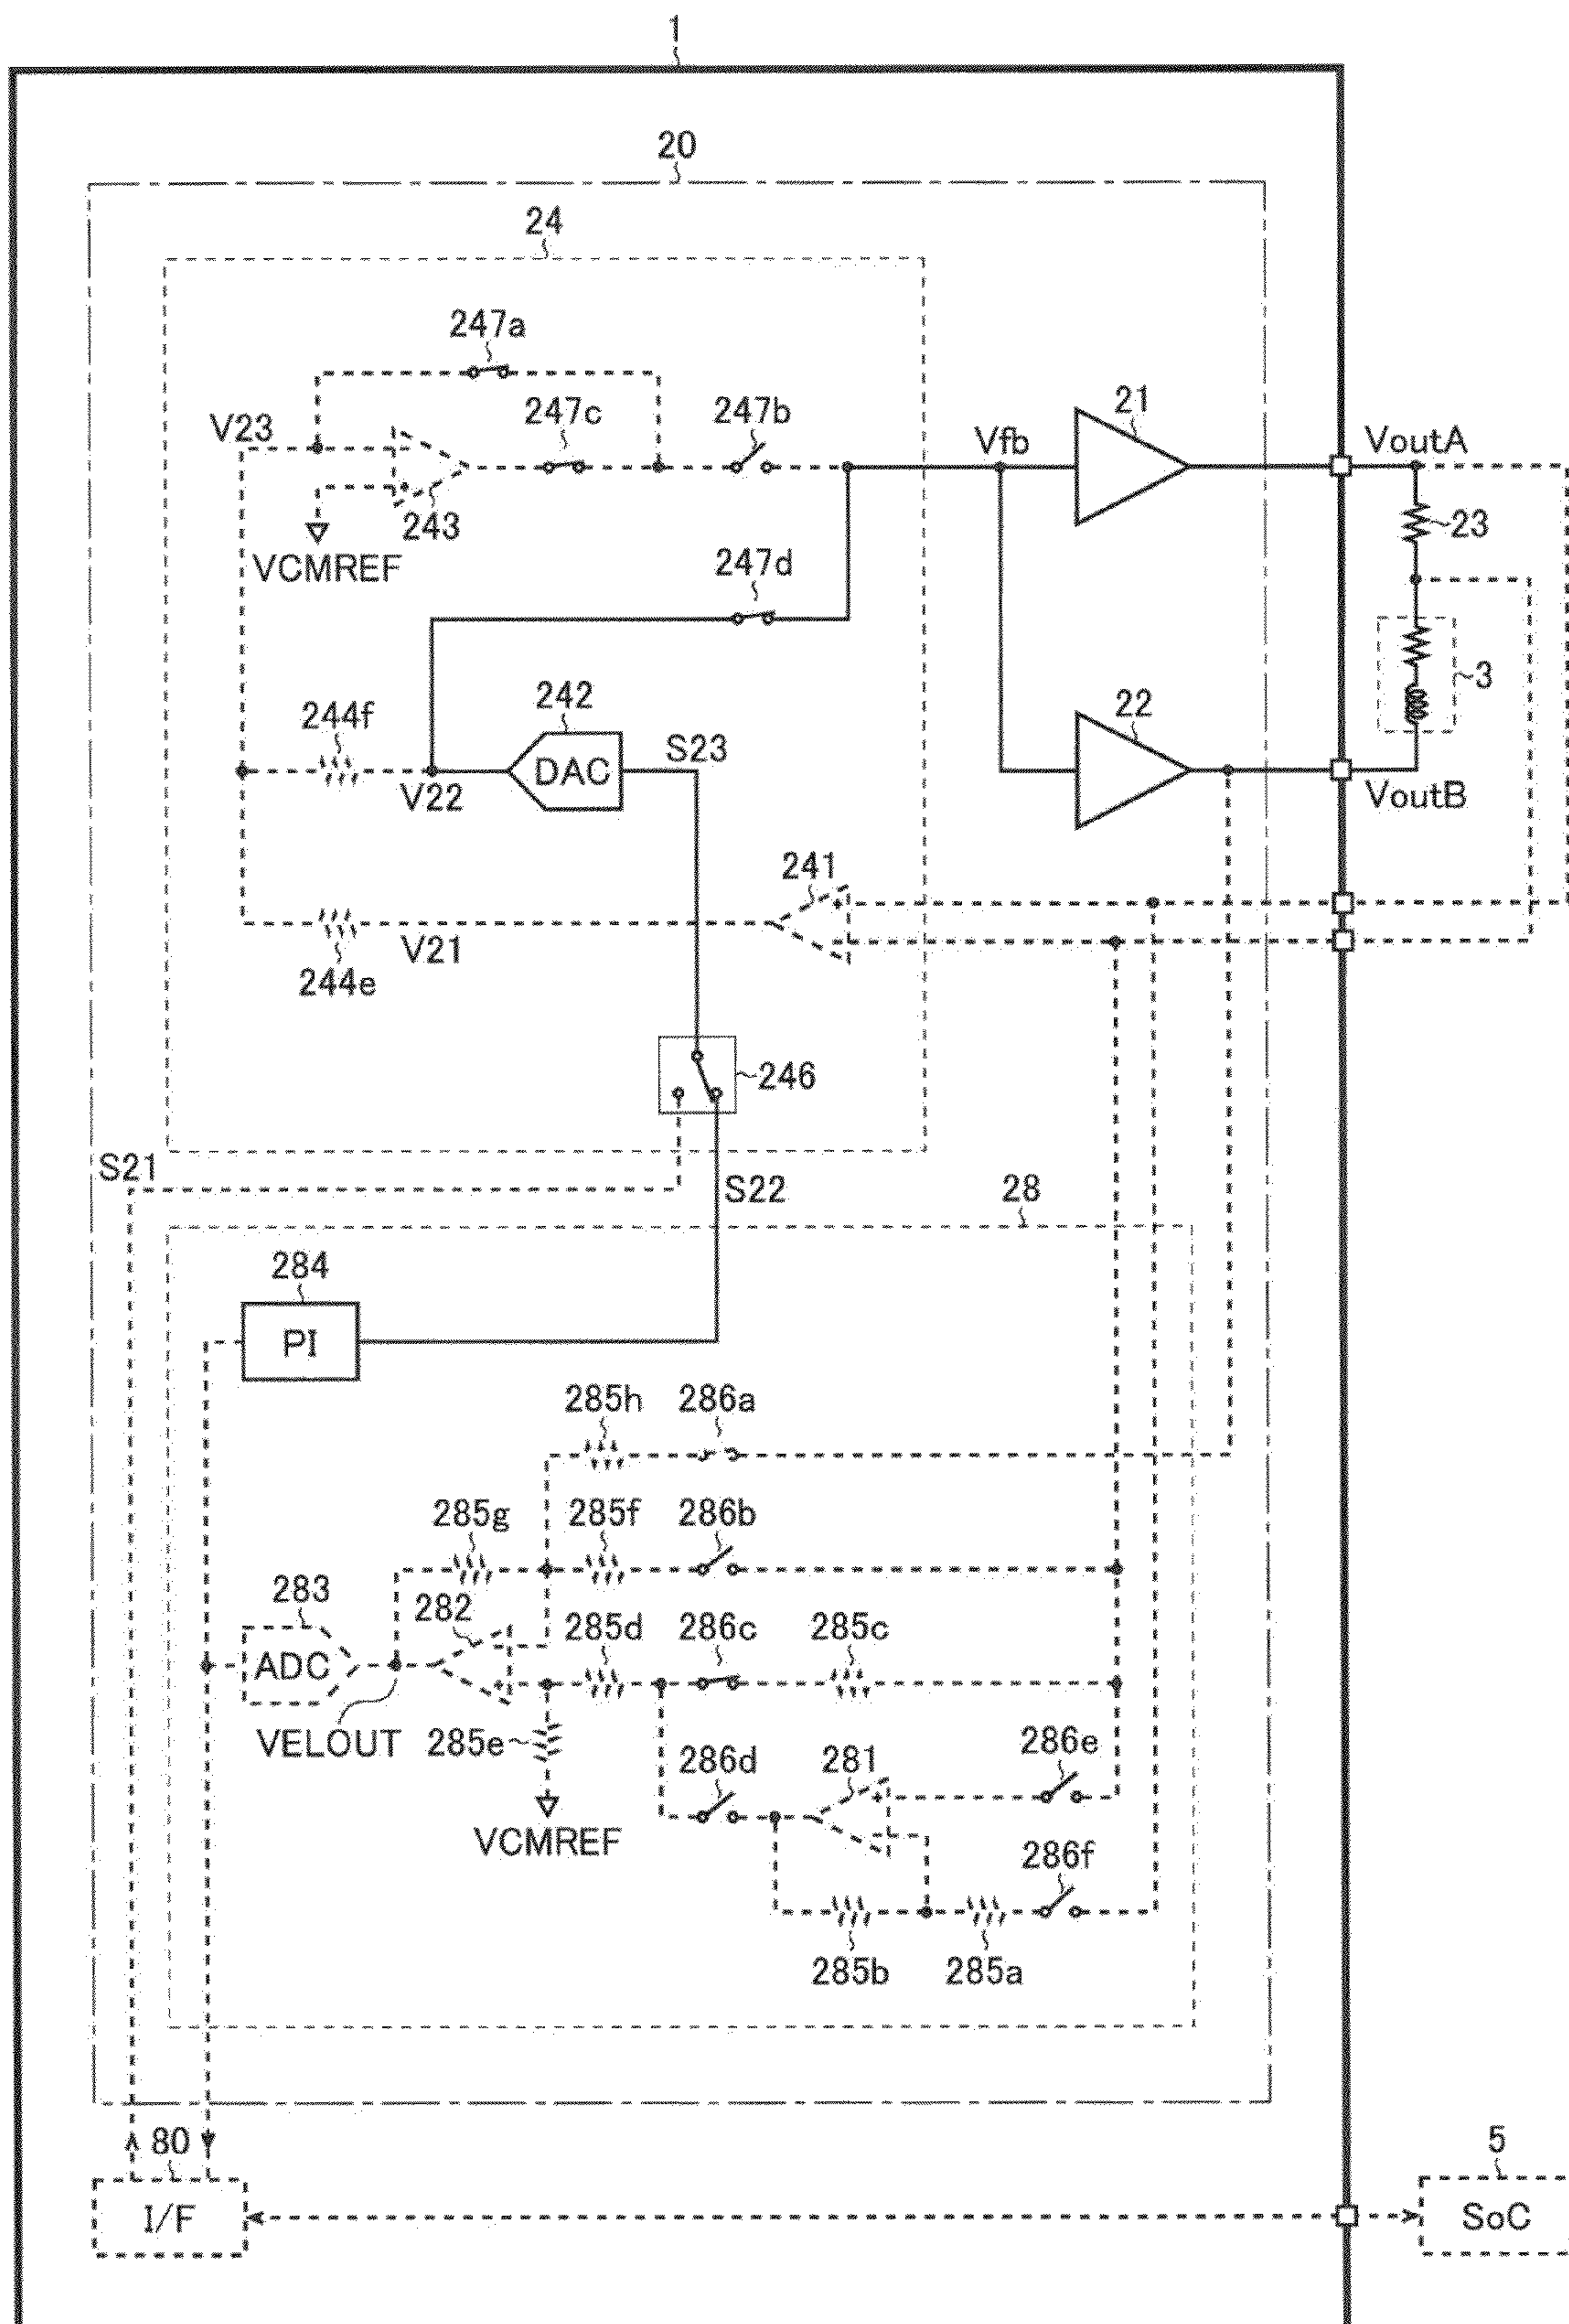 1
20
24
247a
V23
247c
247b
Vfb
21
VoutA
243
23
VCMREF
247d
244f
242
DAC
S23
22
3
V22
VoutB
241
V21
244e
246
S21
S22
28
284
PI
285h
286a
285g
285f
286b
283
282
285d
286c
285c
ADC
VELOUT
285e
286d
281
286e
VCMREF
286f
285b
285a
80
5
I/F
SoC